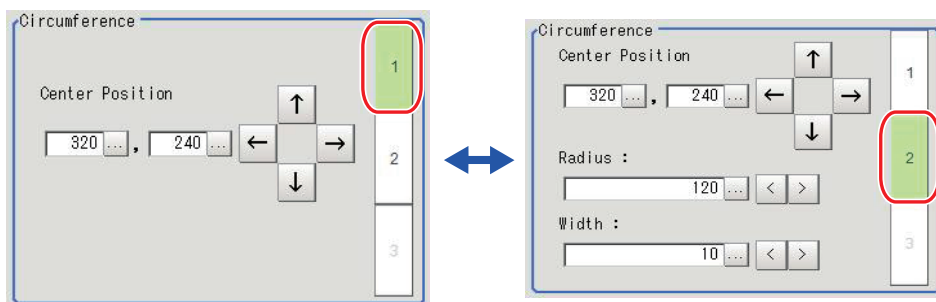 Circumference
1
Center Position
↑
320 ... , 240 ... ← →
2
↓
3
Circumference
Center Position
↑
1
320 ... , 240 ... ← →
↓
2
Radius :
120 ... < >
Width :
3
10 ... < >